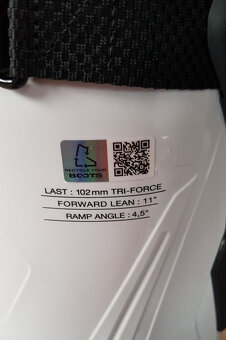 RECYCLE YOUR
BOOTS
LAST : 102mm TRI-FORCE
FORWARD LEAN : 11°
RAMP ANGLE : 4,5°